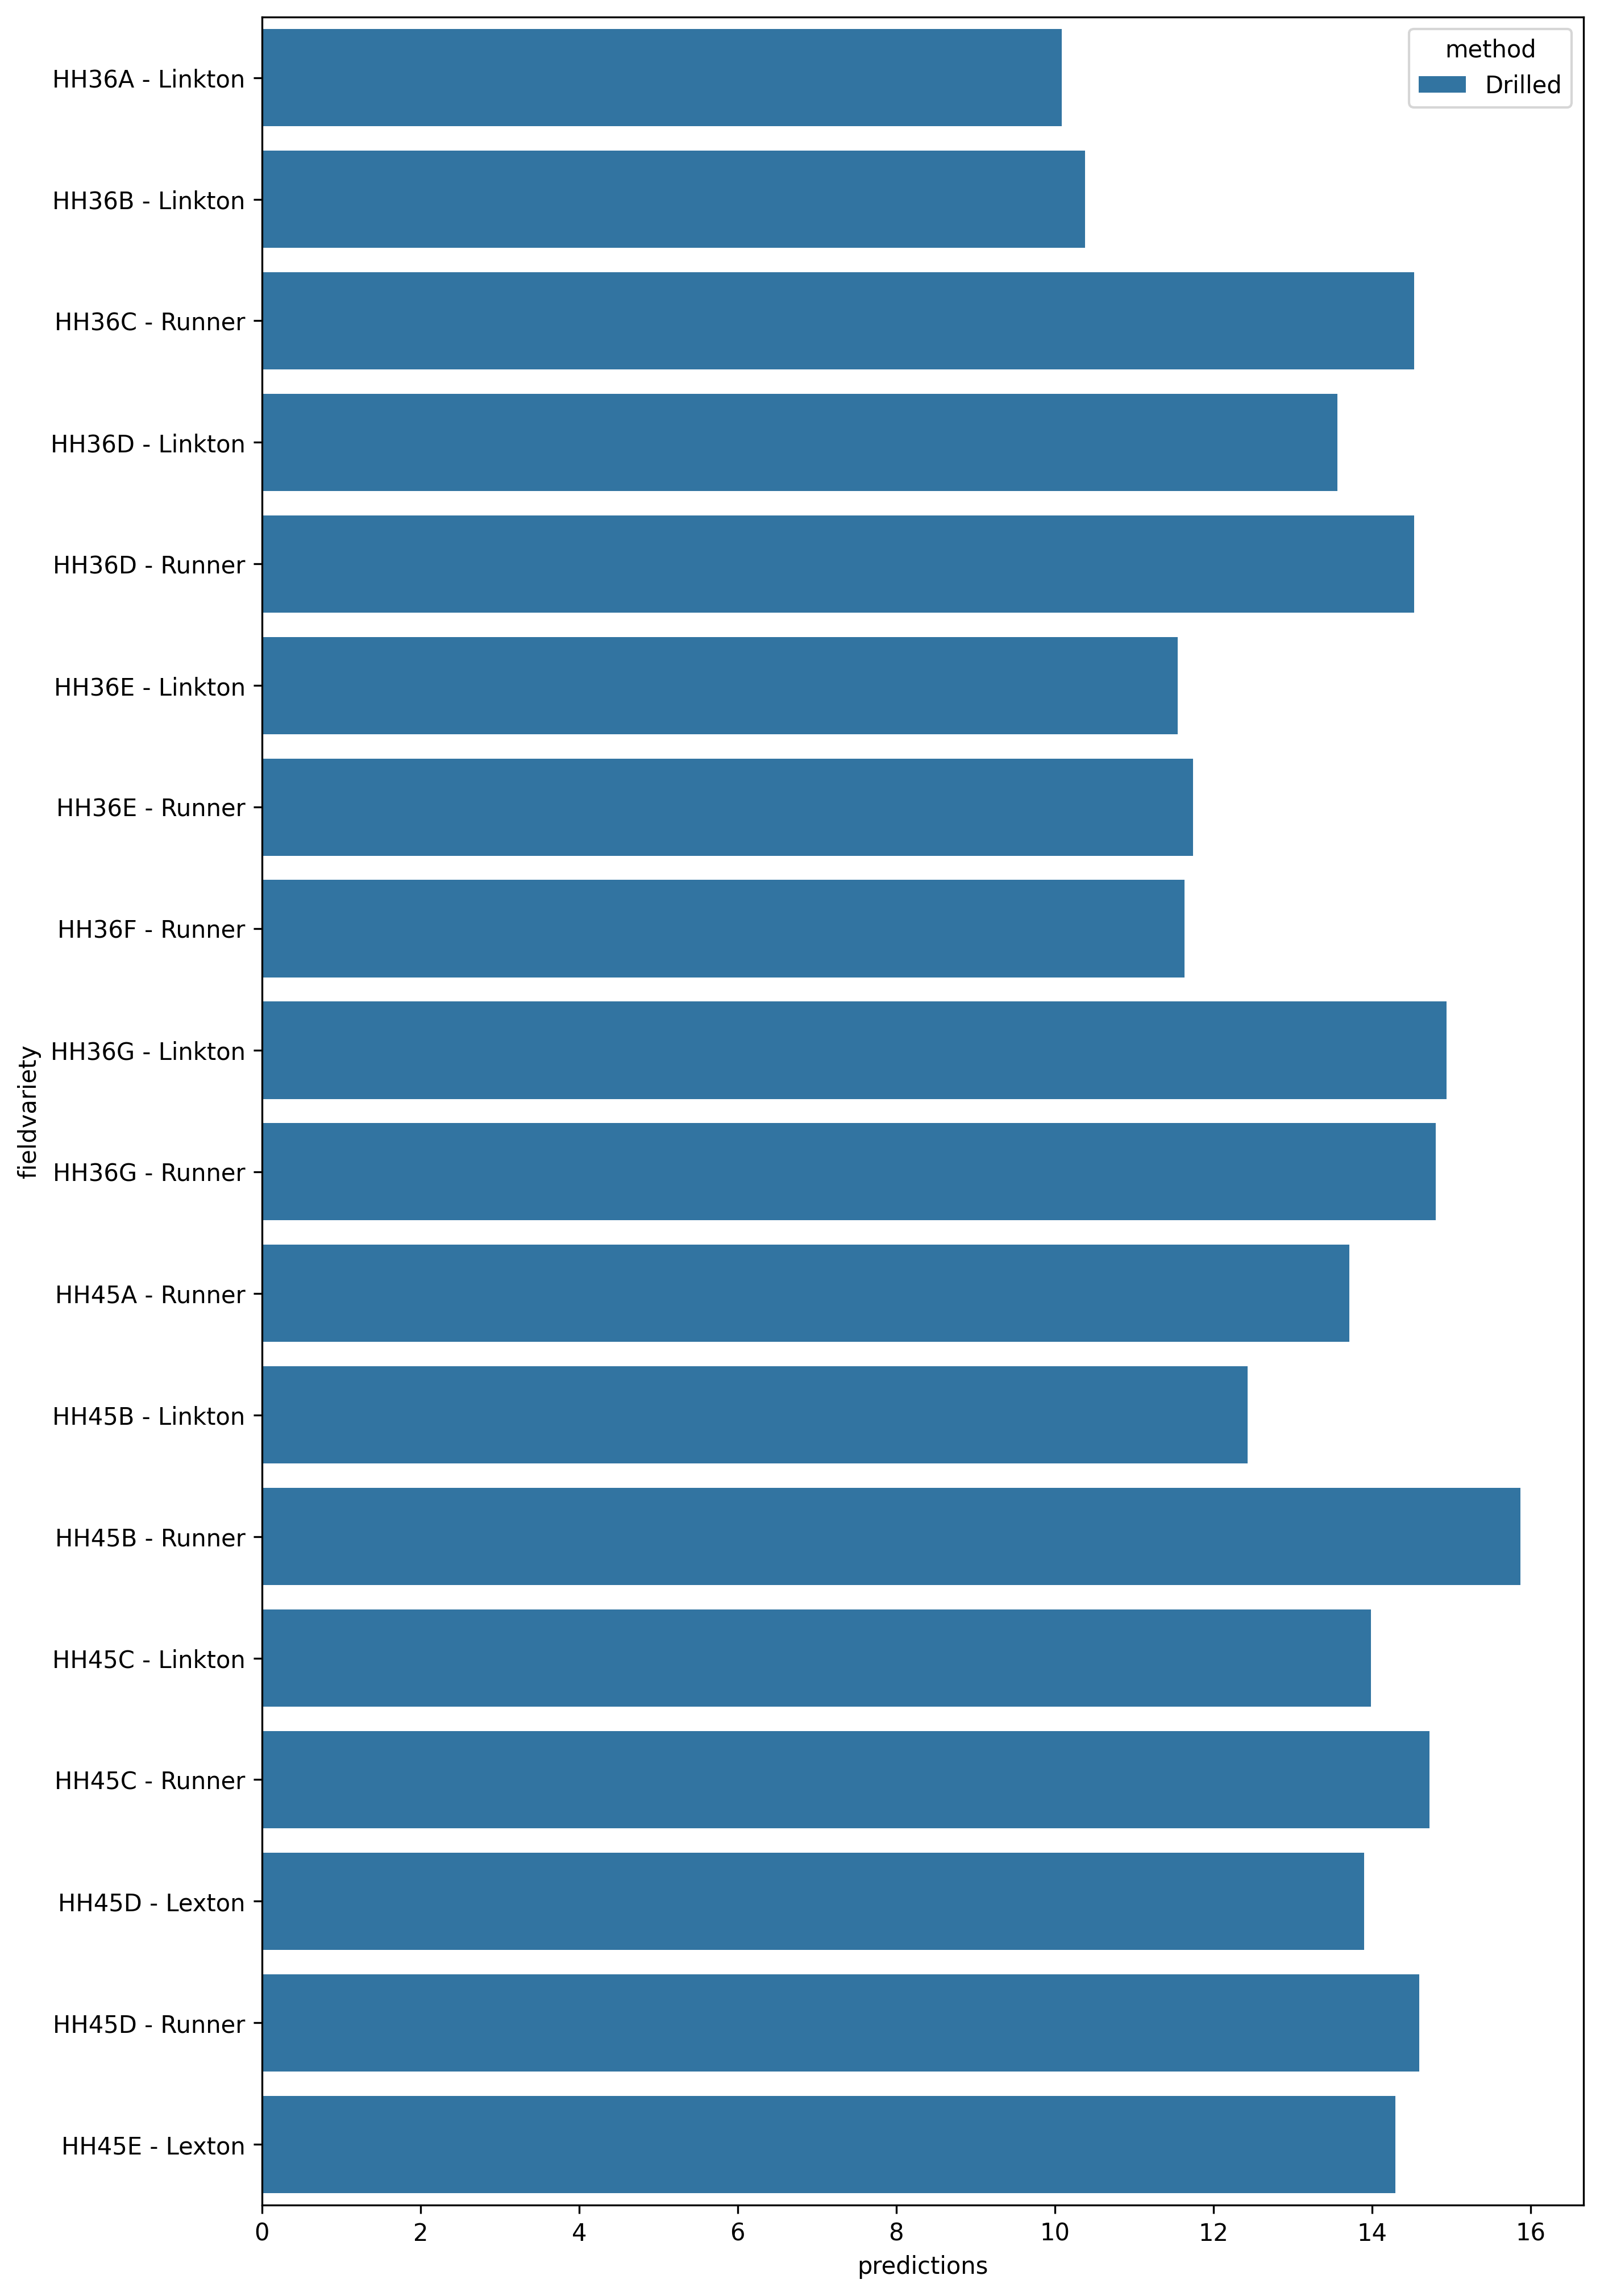 method
Drilled
HH36A - Linkton
HH36B - Linkton
HH36C - Runner
HH36D - Linkton
HH36D - Runner
HH36E - Linkton
HH36E - Runner
HH36F - Runner
HH36G - Linkton
HH36G - Runner
HH45A - Runner
HH45B - Linkton
HH45B - Runner
HH45C - Linkton
HH45C - Runner
HH45D - Lexton
HH45D - Runner
HH45E - Lexton
fieldvariety
0 2 4 6 8 10 12 14 16
predictions